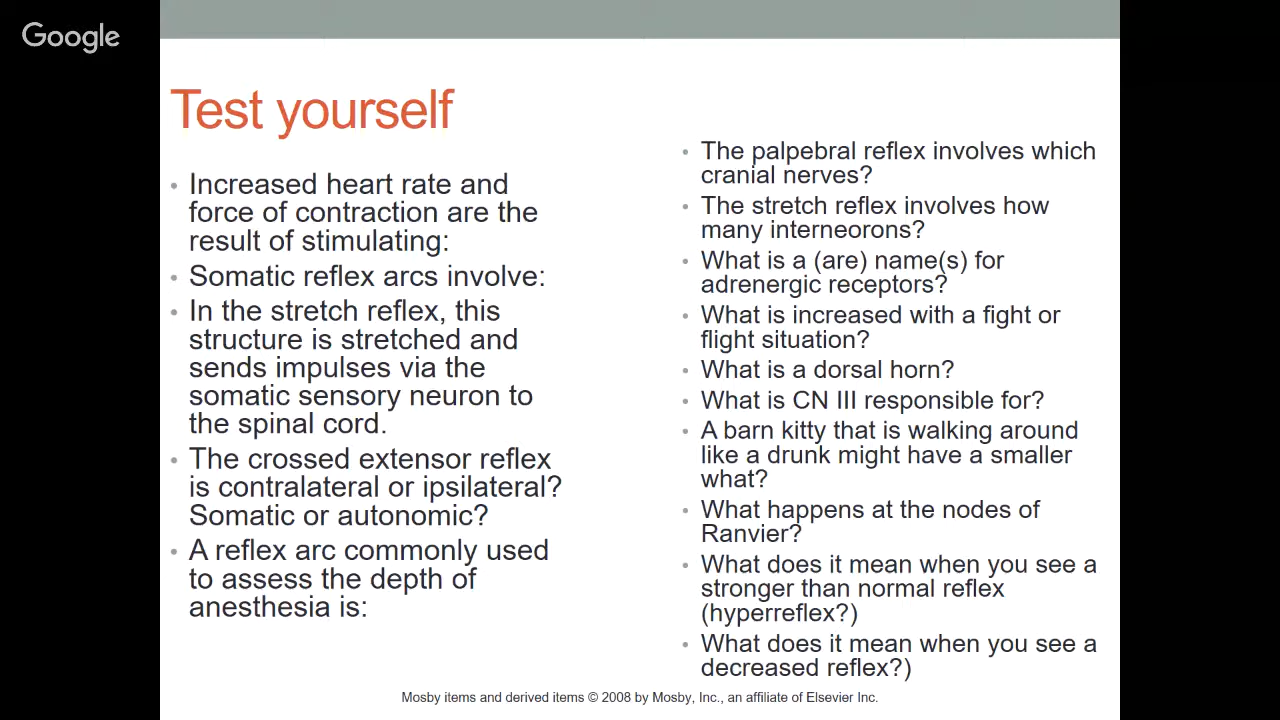 Google
Test yourself
• Increased heart rate and
force of contraction are the
result of stimulating:
• Somatic reflex arcs involve:
• In the stretch reflex, this
structure is stretched and
sends impulses via the
somatic sensory neuron to
the spinal cord.
• The crossed extensor reflex
is contralateral or ipsilateral?
Somatic or autonomic?
• A reflex arc commonly used
to assess the depth of
anesthesia is:
• The palpebral reflex involves which
cranial nerves?
• The stretch reflex involves how
many interneorons?
• What is a (are) name(s) for
adrenergic receptors?
• What is increased with a fight or
flight situation?
• What is a dorsal horn?
• What is CN III responsible for?
• A barn kitty that is walking around
like a drunk might have a smaller
what?
• What happens at the nodes of
Ranvier?
• What does it mean when you see a
stronger than normal reflex
(hyperreflex?)
• What does it mean when you see a
decreased reflex?)
Mosby items and derived items © 2008 by Mosby, Inc., an affiliate of Elsevier Inc.